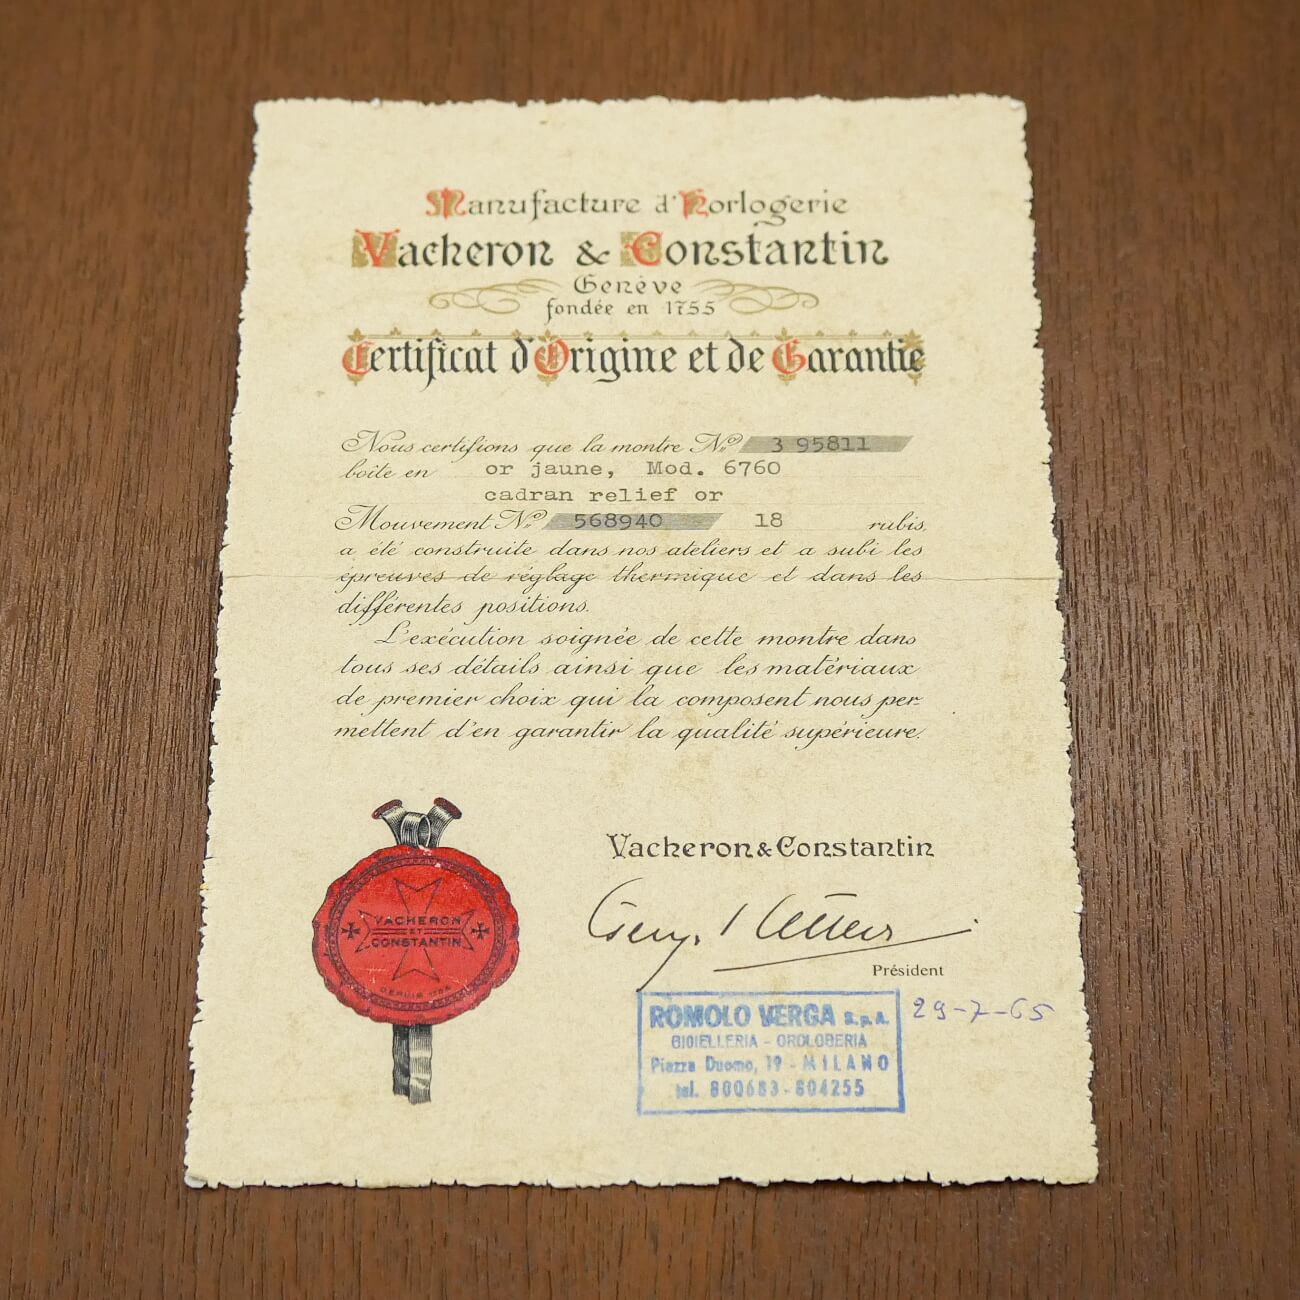 Manufacture d'Horlogerie
Vacheron & Constantin
Genève
fondée en 1755
Certificat d'Origine et de Garantie
Nous certifions que la montre No 395811
boîte en or jaune, Mod. 6760
cadran relief or
Mouvement No 568940 18 rubis,
a été construite dans nos ateliers et a subi les
épreuves de réglage thermique et dans les
différentes positions.
L'exécution soignée de cette montre dans
tous ses détails ainsi que les matériaux
de premier choix qui la composent nous per-
mettent d'en garantir la qualité supérieure.
VACHERON
ET
CONSTANTIN
DEPUIS
Vacheron & Constantin
Président
ROMOLO VERGA S.p.A.
GIOIELLERIA - OROLOGERIA
Piazza Duomo, 19 - MILANO
tel. 800683 - 804255
29-7-65